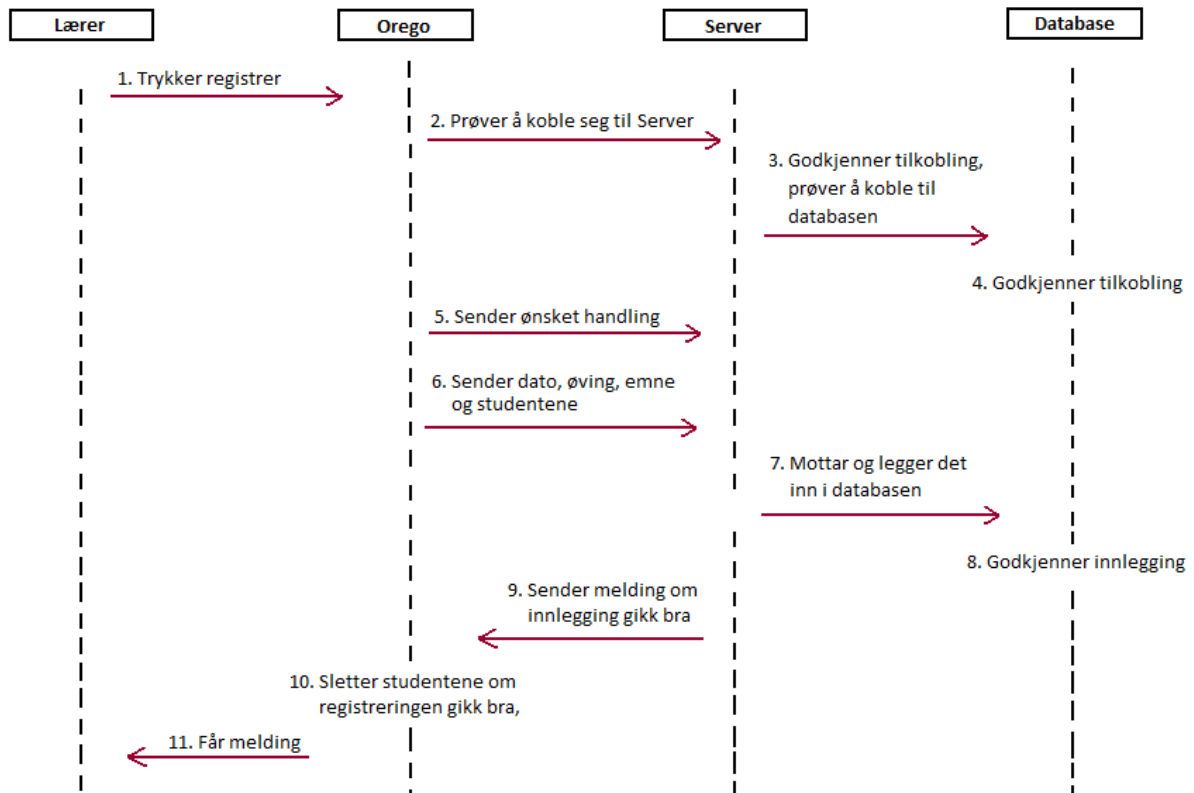 Lærer
Orego
Server
Database
1. Trykker registrer
2. Prøver å koble seg til Server
3. Godkjenner tilkobling,
prøver å koble til
databasen
4. Godkjenner tilkobling
5. Sender ønsket handling
6. Sender dato, øving, emne
og studentene
7. Mottar og legger det
inn i databasen
8. Godkjenner innlegging
9. Sender melding om
innlegging gikk bra
10. Sletter studentene om
registreringen gikk bra,
11. Får melding